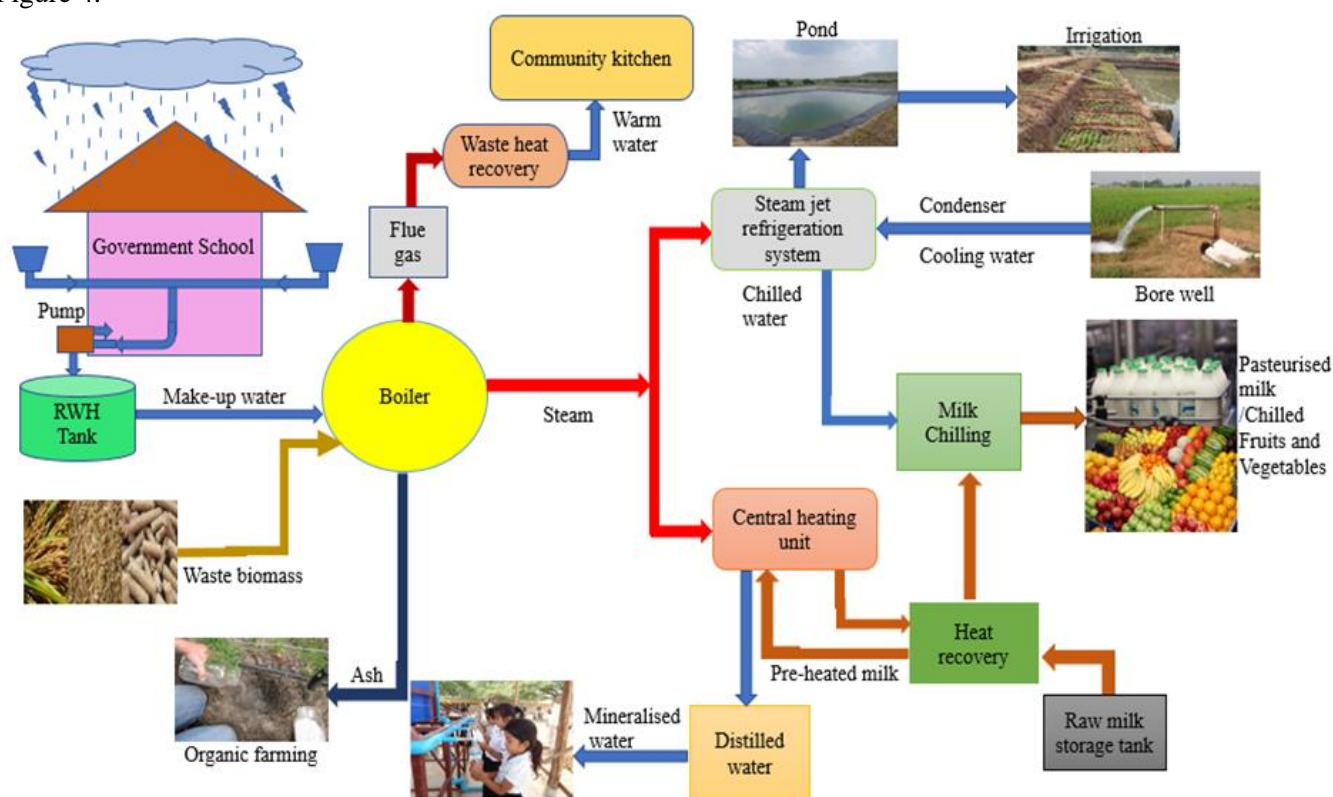 Figure 4.
Community kitchen
Pond
Irrigation
Warm
water
Waste heat
recovery
Flue
gas
Government School
Pump
RWH
Tank
Make-up water
Boiler
Steam
Steam jet
refrigeration
system
Condenser
Cooling water
Bore well
Chilled
water
Milk
Chilling
Pasteurised
milk
/Chilled
Fruits and
Vegetables
Central heating
unit
Waste biomass
Heat
recovery
Pre-heated milk
Raw milk
storage tank
Ash
Organic farming
Mineralised
water
Distilled
water